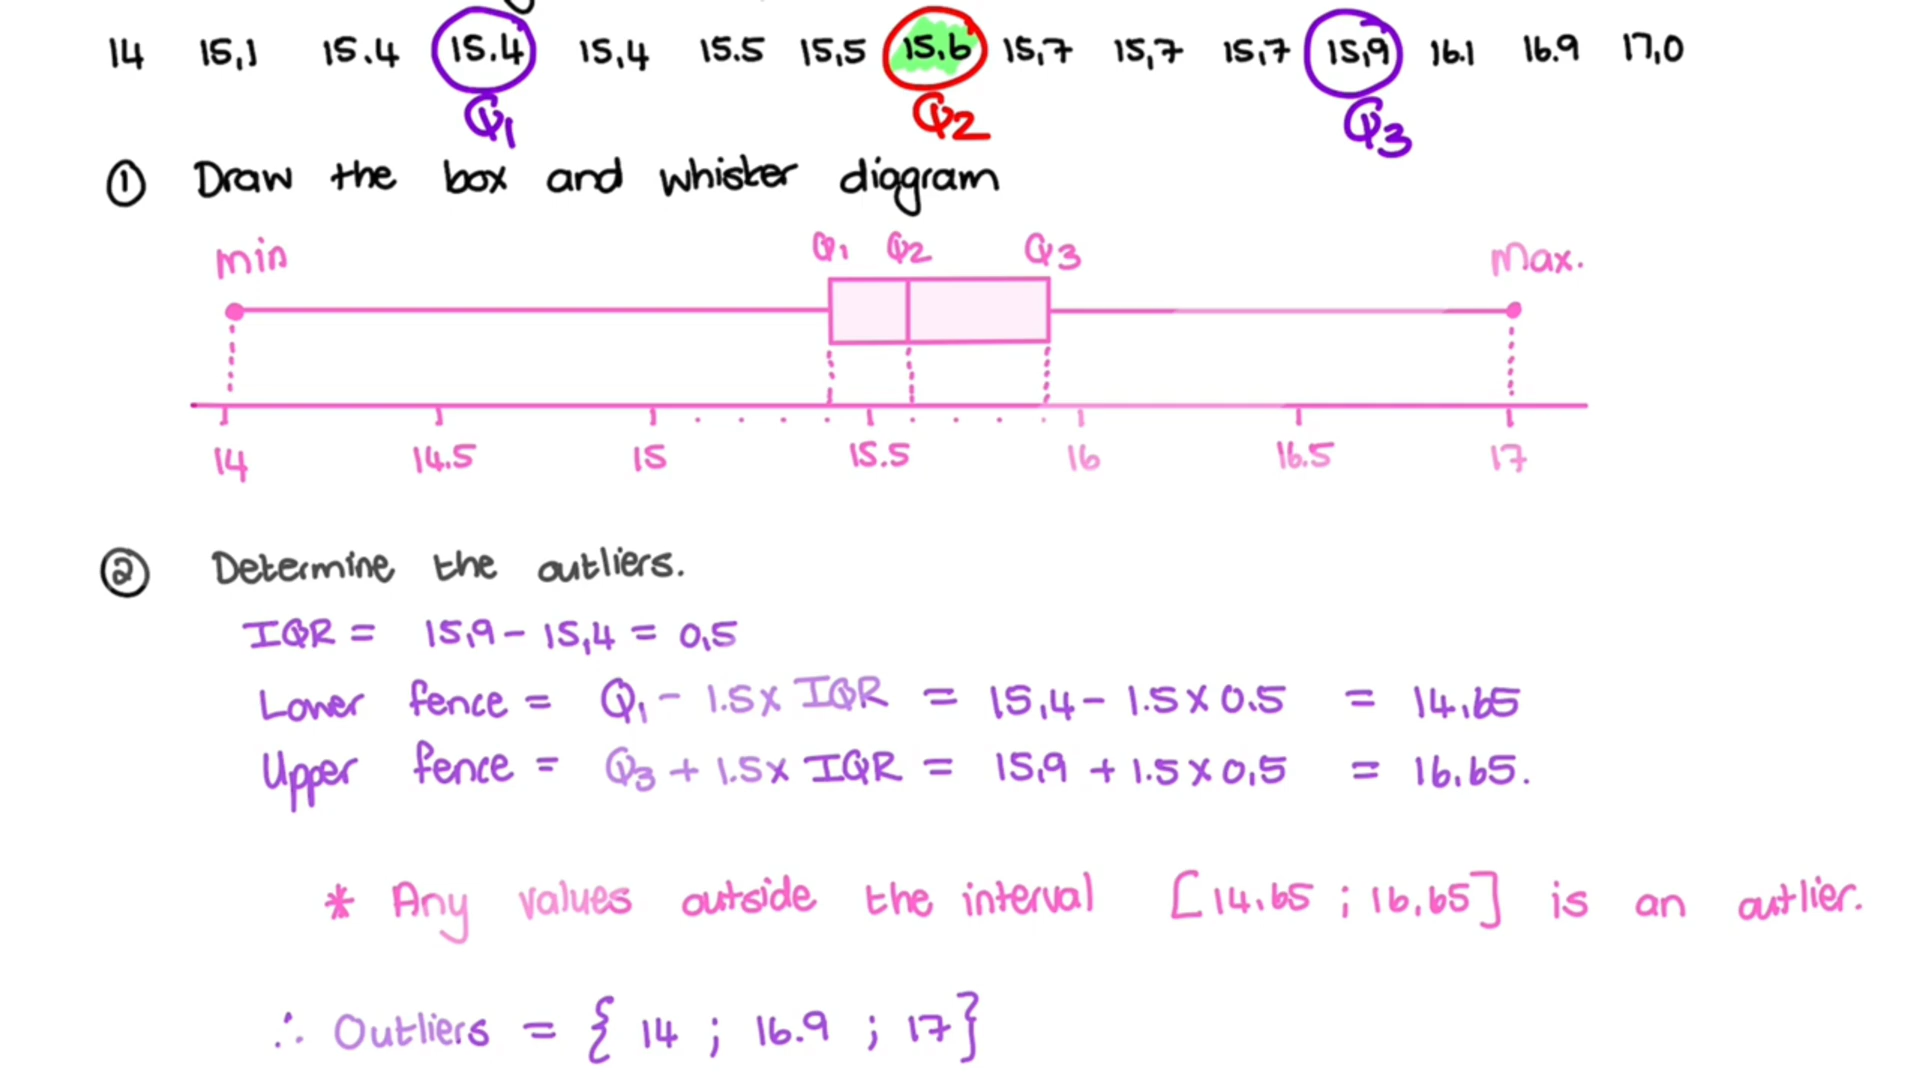 14 15,1 15.4 15.4 15,4 15.5 15,5 15.6 15,7 15,7 15,7 15,9 16.1 16.9 17,0
Q1 Q2 Q3
① Draw the box and whisker diagram
min Q1 Q2 Q3 Max.
14 14.5 15 15.5 16 16.5 17
② Determine the outliers.
IQR = 15,9 - 15,4 = 0,5
Lower fence = Q1 - 1.5 x IQR = 15,4 - 1.5 x 0.5 = 14.65
Upper fence = Q3 + 1.5 x IQR = 15,9 + 1.5 x 0,5 = 16.65.
* Any values outside the interval [14.65 ; 16.65] is an outlier.
∴ Outliers = { 14 ; 16.9 ; 17}